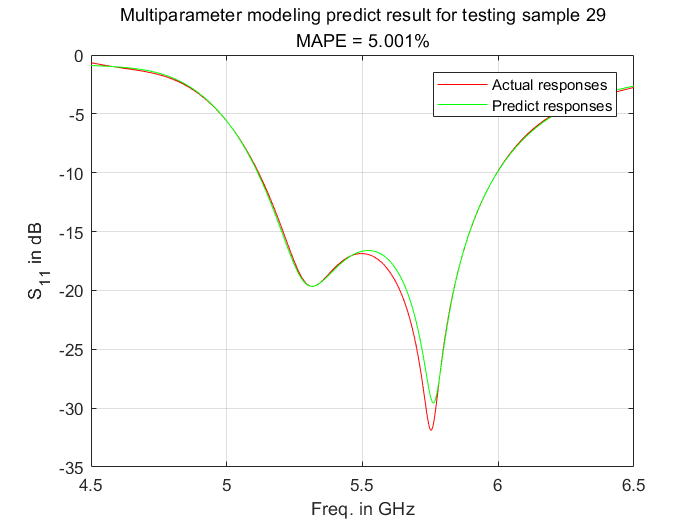 Multiparameter modeling predict result for testing sample 29
MAPE = 5.001%
Actual responses
Predict responses
0
-5
-10
-15
-20
-25
-30
-35
S11 in dB
4.5
5
5.5
6
6.5
Freq. in GHz